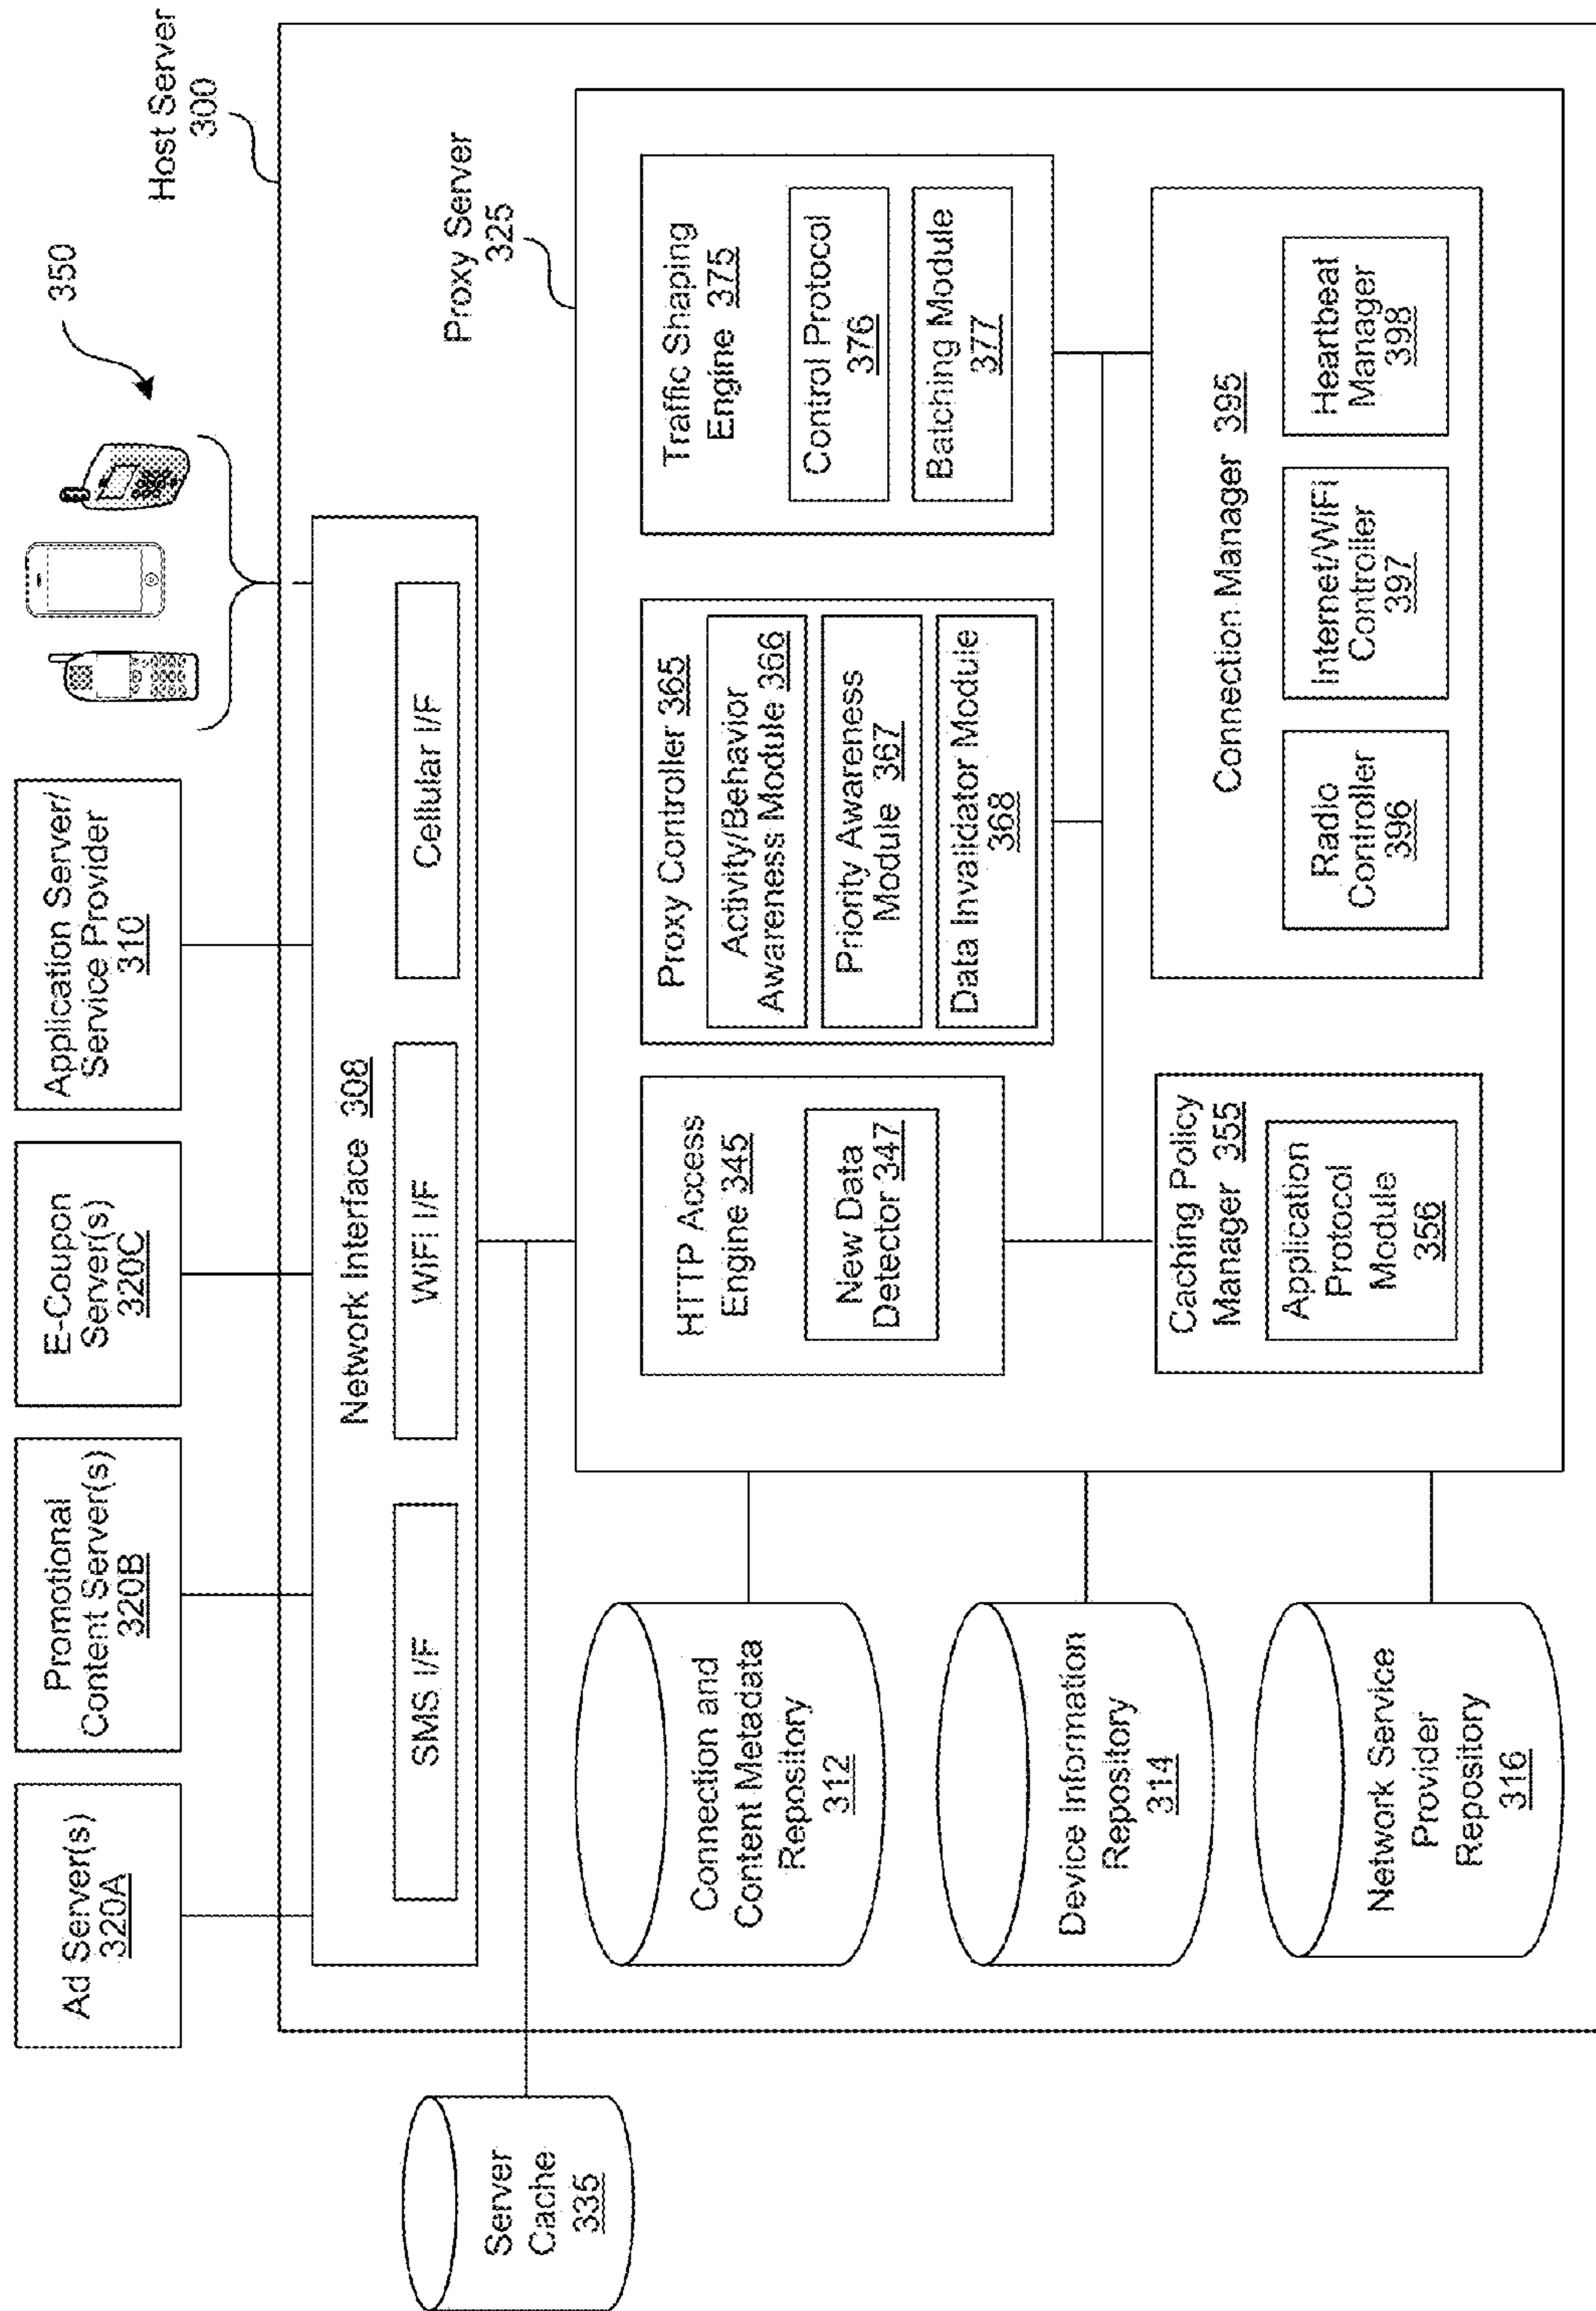 Ad Server(s)
320A
Promotional
Content Server(s)
320B
E-Coupon
Server(s)
320C
Application Server/
Service Provider
310
350
Host Server
300
Network Interface 308
SMS I/F
WiFi I/F
Cellular I/F
Server
Cache
335
Proxy Server
325
Connection and
Content Metadata
Repository
312
Device Information
Repository
314
Network Service
Provider
Repository
316
HTTP Access
Engine 345
New Data
Detector 347
Proxy Controller 365
Activity/Behavior
Awareness Module 366
Priority Awareness
Module 367
Data Invalidator Module
368
Traffic Shaping
Engine 375
Control Protocol
376
Batching Module
377
Caching Policy
Manager 355
Application
Protocol
Module
356
Connection Manager 395
Radio
Controller
396
Internet/WiFi
Controller
397
Heartbeat
Manager
398